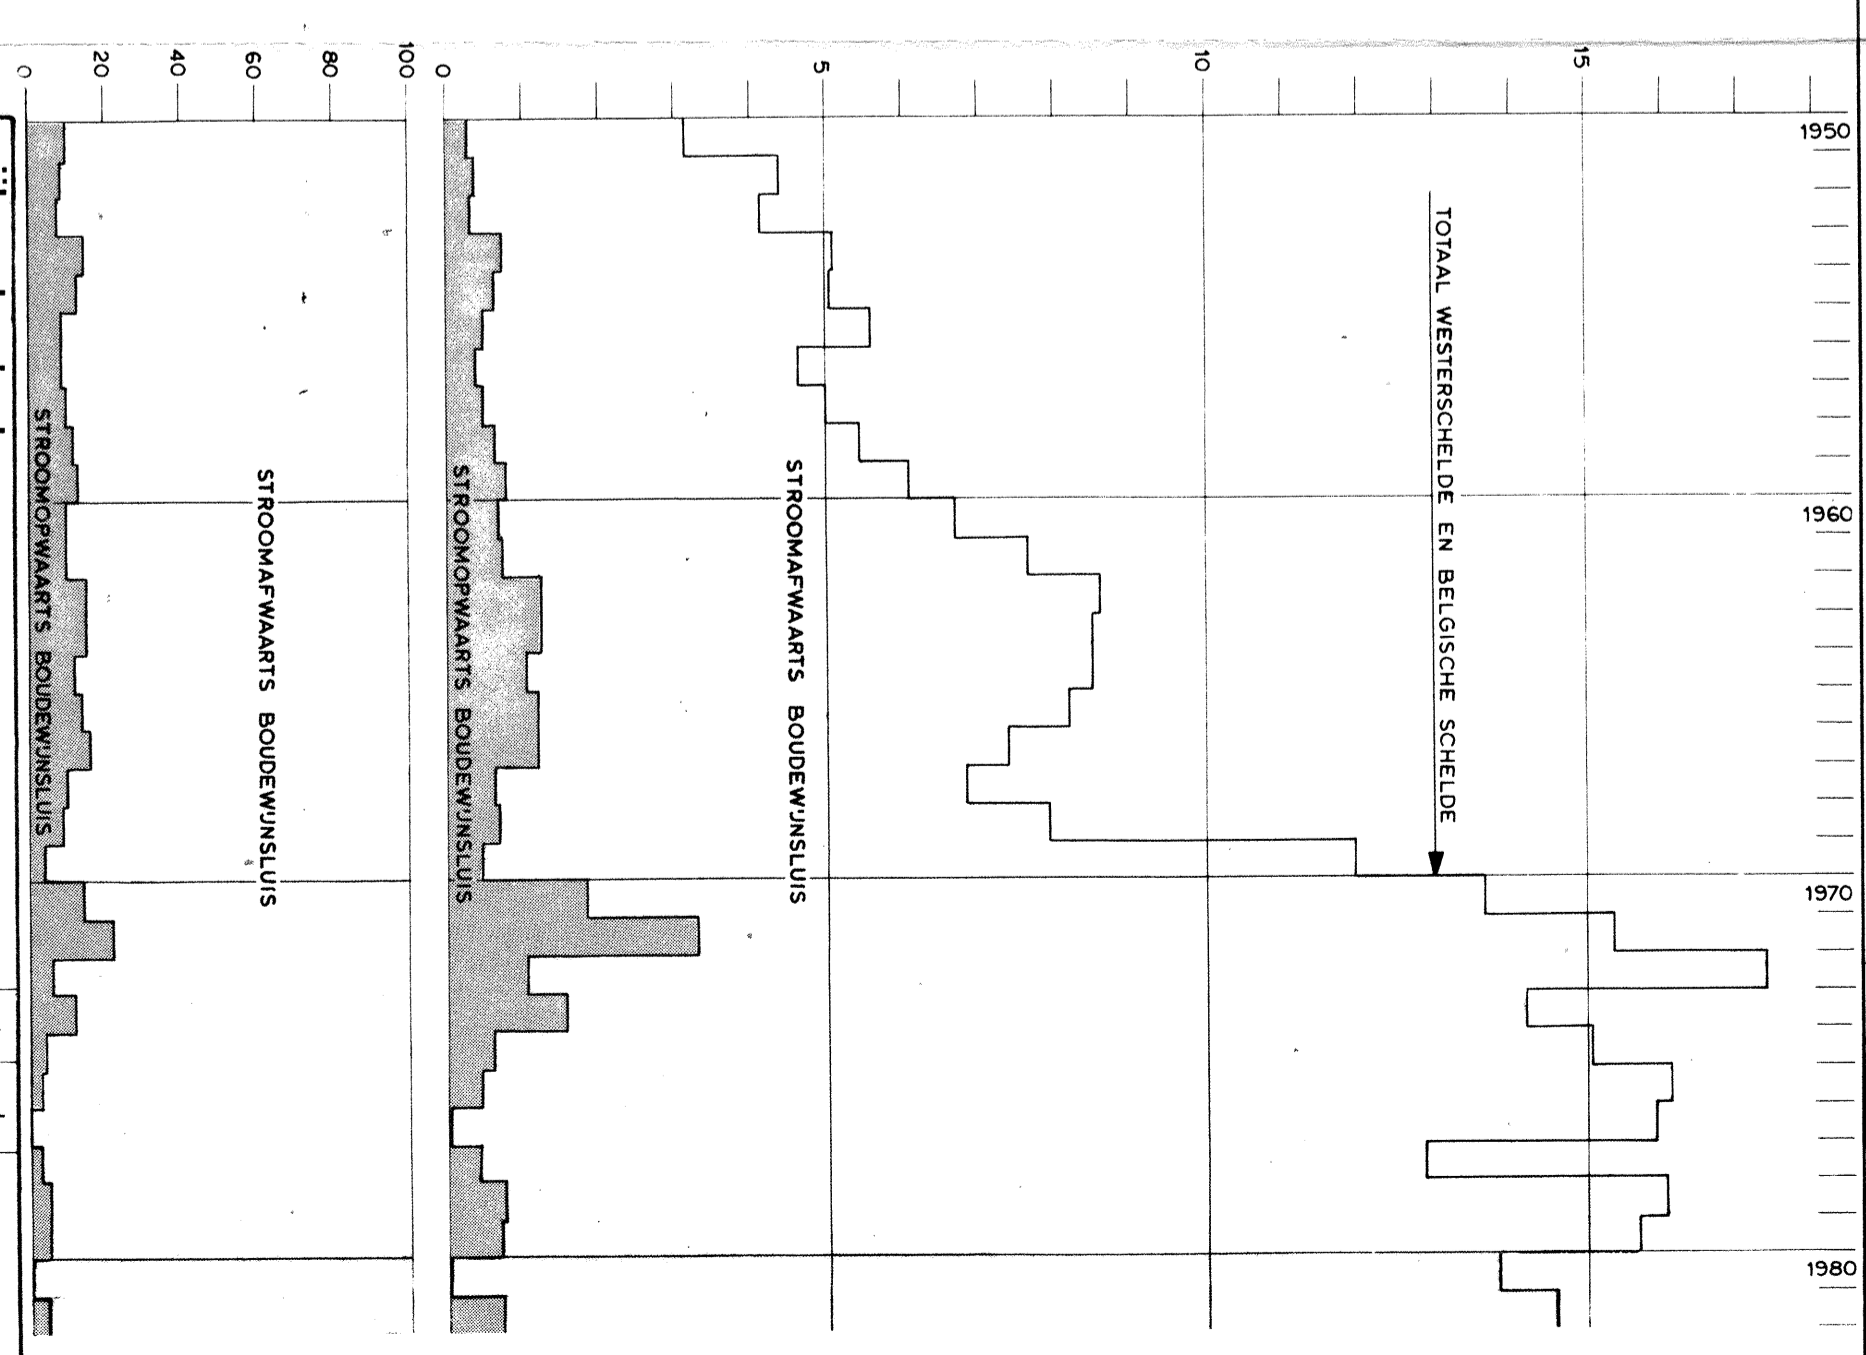 0
20
40
60
80
100
0
5
10
15
1950
1960
1970
1980
TOTAAL WESTERSCHELDE EN BELGISCHE SCHELDE
STROOMAFWAARTS BOUDEWIJNSLUIS
STROOMOPWAARTS BOUDEWIJNSLUIS
STROOMAFWAARTS BOUDEWIJNSLUIS
STROOMOPWAARTS BOUDEWIJNSLUIS